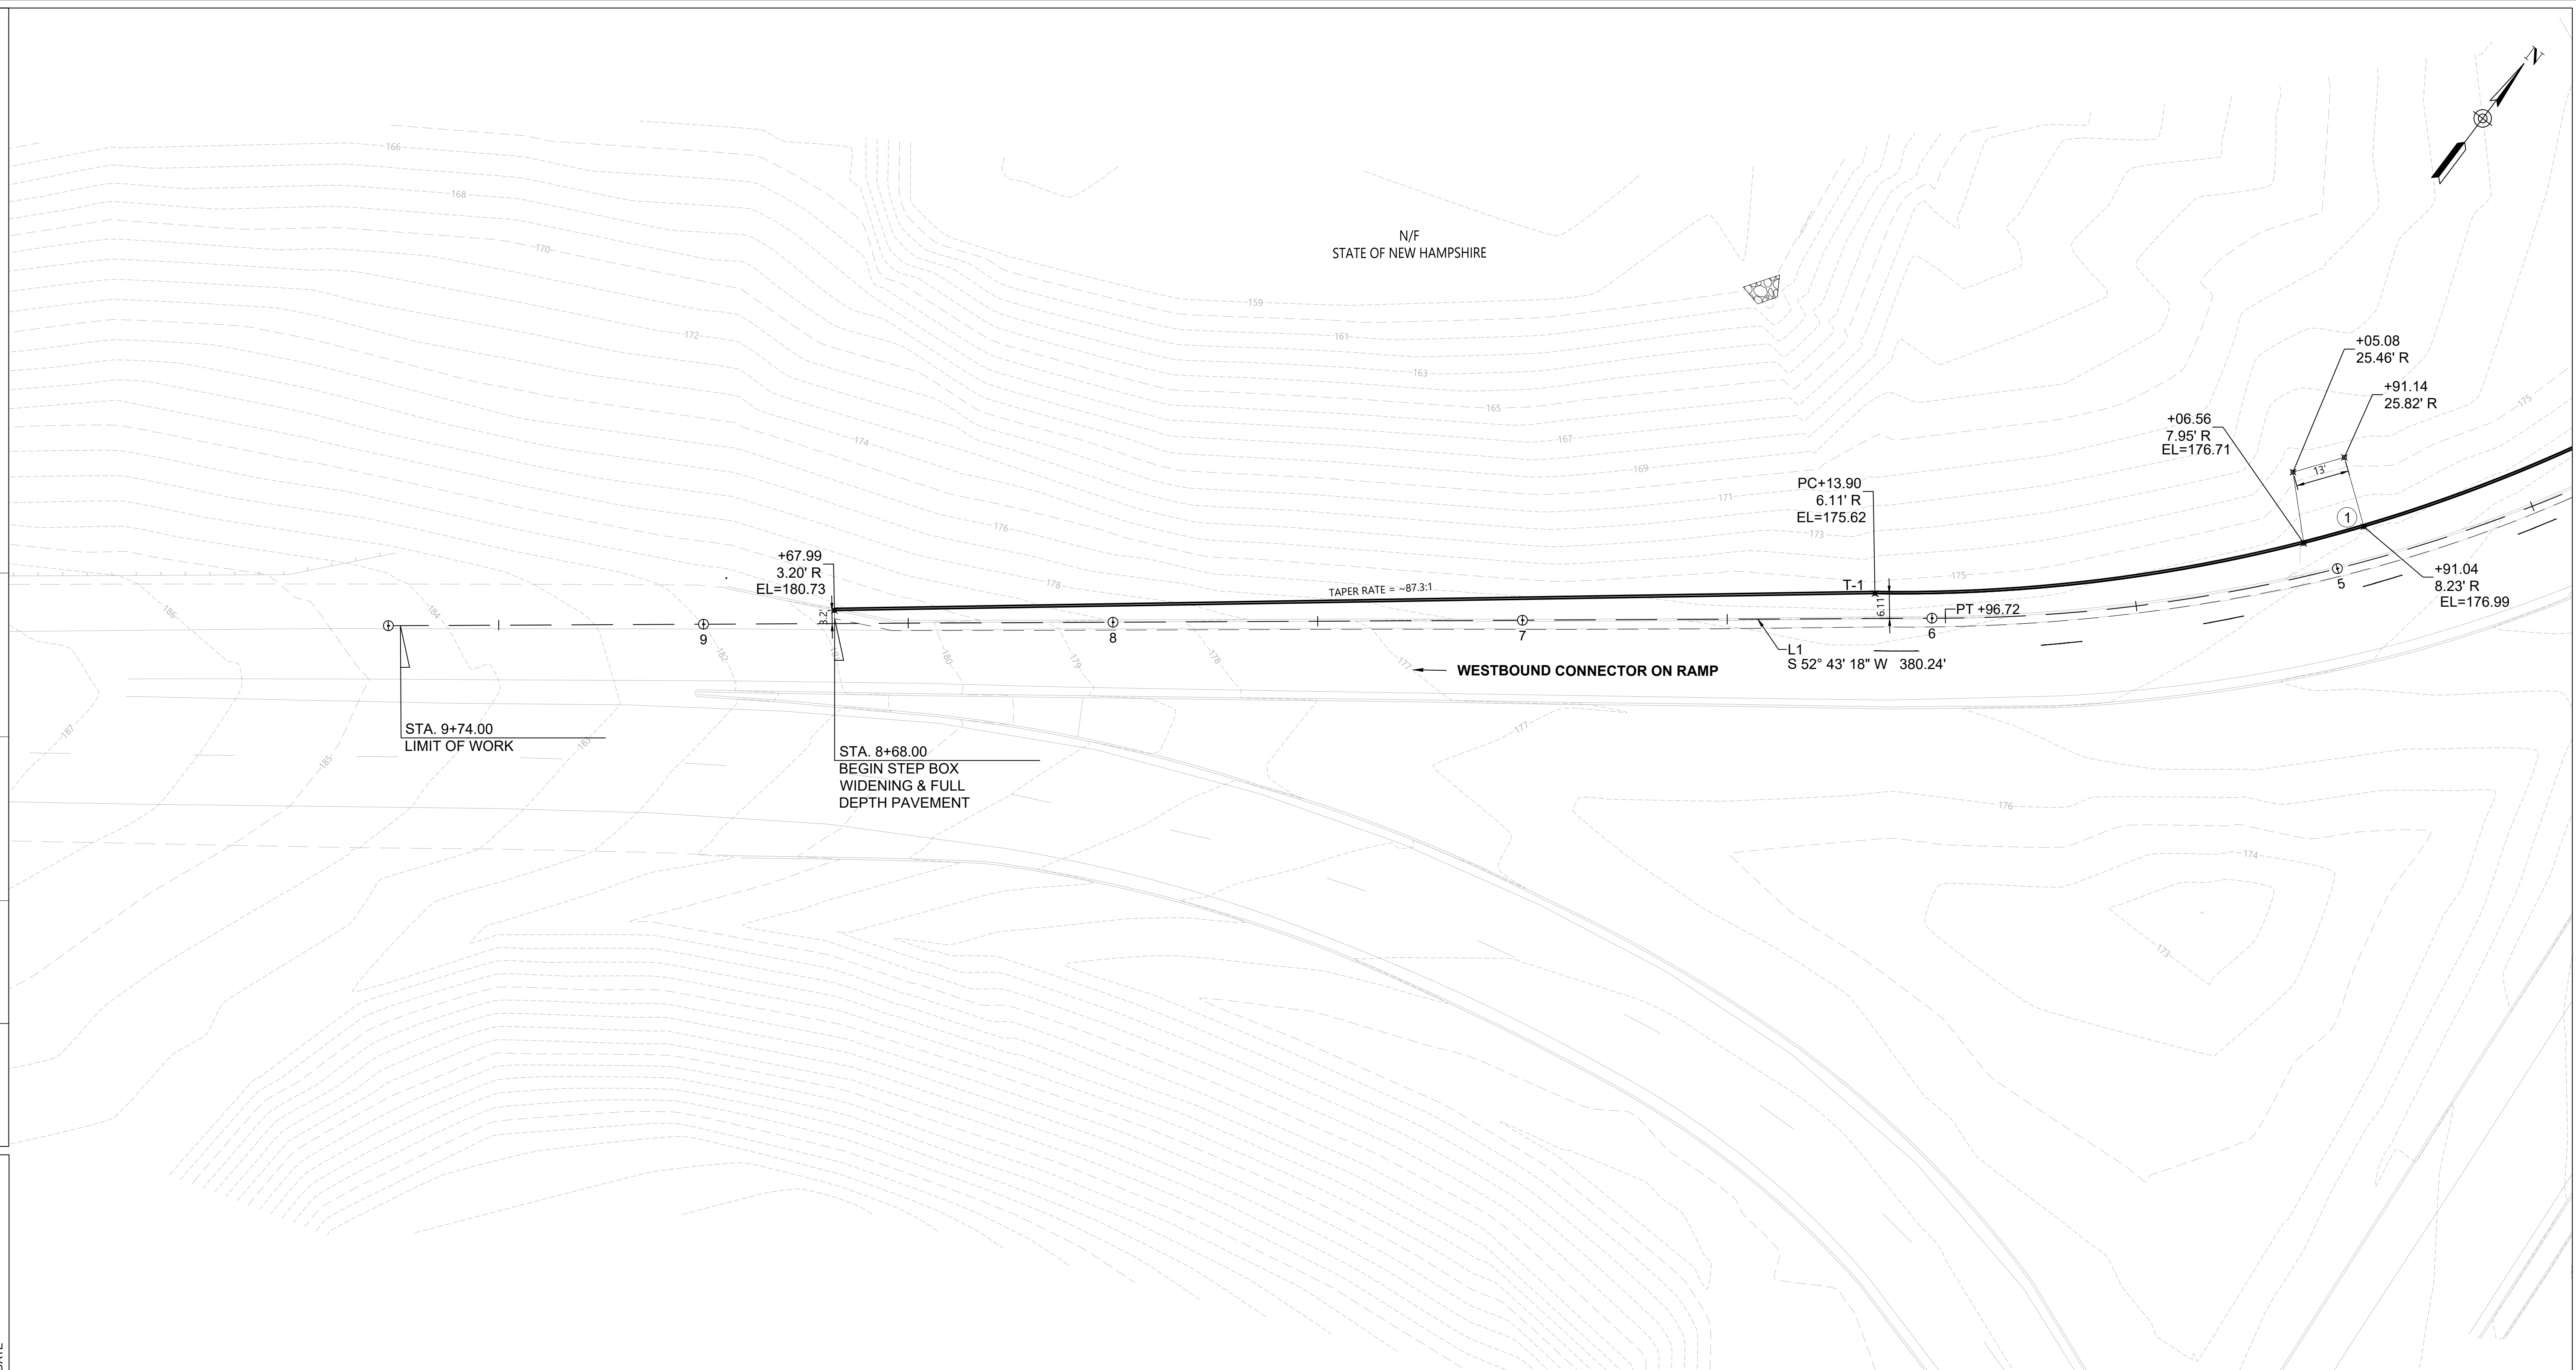 N
166
168
170
172
174
176
178
N/F
STATE OF NEW HAMPSHIRE
159
161
163
165
167
169
171
173
175
175
+05.08
25.46' R
+91.14
25.82' R
+06.56
7.95' R
EL=176.71
13'
1
PC+13.90
6.11' R
EL=175.62
+67.99
3.20' R
EL=180.73
TAPER RATE = ~87.3:1
T-1
6.11'
3.2'
PT +96.72
+91.04
8.23' R
EL=176.99
9
8
7
6
5
L1
S 52° 43' 18" W 380.24'
WESTBOUND CONNECTOR ON RAMP
186
184
182
180
179
178
177
187
185
183
177
176
174
173
STA. 9+74.00
LIMIT OF WORK
STA. 8+68.00
BEGIN STEP BOX
WIDENING & FULL
DEPTH PAVEMENT